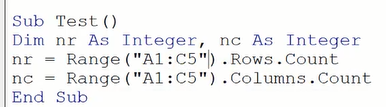 Sub Test()
Dim nr As Integer, nc As Integer
nr = Range("A1:C5").Rows.Count
nc = Range("A1:C5").Columns.Count
End Sub